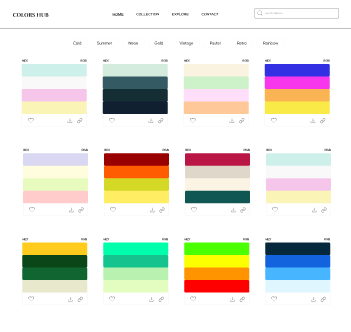 COLORS HUB
HOME COLLECTION EXPLORE CONTACT
Cold Summer Neon Gold Vintage Pastel Retro Rainbow
HEX RGB HEX RGB HEX RGB HEX RGB
HEX RGB HEX RGB HEX RGB HEX RGB
HEX RGB HEX RGB HEX RGB HEX RGB